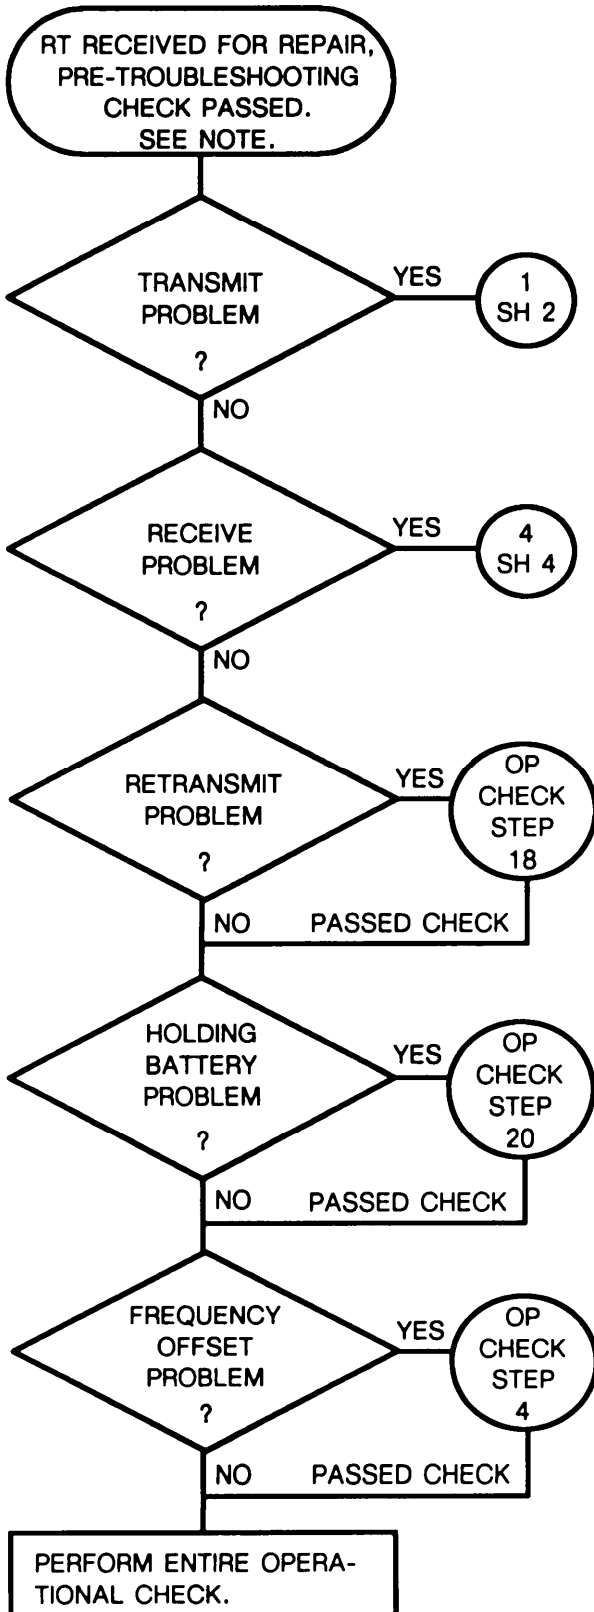 RT RECEIVED FOR REPAIR,
PRE-TROUBLESHOOTING
CHECK PASSED.
SEE NOTE.
TRANSMIT
PROBLEM
?
YES
1
SH 2
NO
RECEIVE
PROBLEM
?
YES
4
SH 4
NO
RETRANSMIT
PROBLEM
?
YES
OP
CHECK
STEP
18
NO
PASSED CHECK
HOLDING
BATTERY
PROBLEM
?
YES
OP
CHECK
STEP
20
NO
PASSED CHECK
FREQUENCY
OFFSET
PROBLEM
?
YES
OP
CHECK
STEP
4
NO
PASSED CHECK
PERFORM ENTIRE OPERA-
TIONAL CHECK.